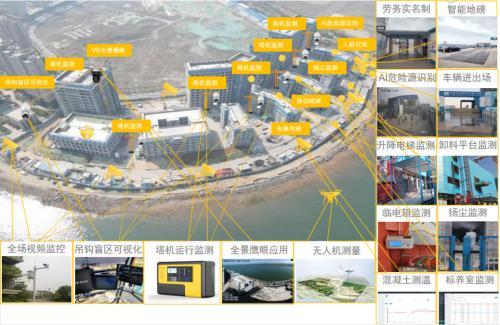 塔机监测
AI危险源识别
VR全景漫航
塔机监测
人脸识别
塔机监测
塔机监测
扬尘监测
吊钩盲区可视化
塔机监测
自动喷淋
塔机监测
电梯监测
劳务实名制
智能地磅
AI危险源识别
车辆进出场
升降电梯监测
卸料平台监测
临电箱监测
扬尘监测
混凝土测温
标养室监测
全场视频监控
吊钩盲区可视化
塔机运行监测
全景鹰眼应用
无人机测量